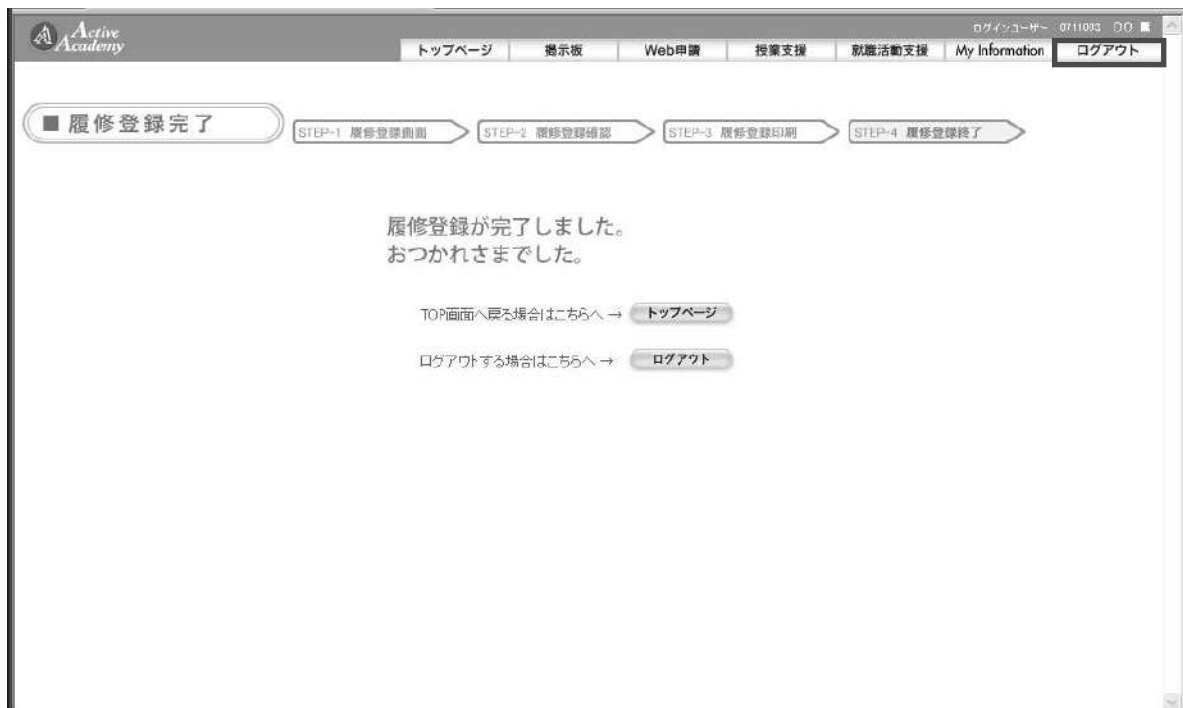 Active
Academy
ログインユーザー 0711093 〇〇
トップページ 掲示板 Web申請 授業支援 就職活動支援 My Information ログアウト
■ 履修登録完了
STEP-1 履修登録画面 STEP-2 履修登録確認 STEP-3 履修登録印刷 STEP-4 履修登録終了
履修登録が完了しました。
おつかれさまでした。
TOP画面へ戻る場合はこちらへ → トップページ
ログアウトする場合はこちらへ → ログアウト